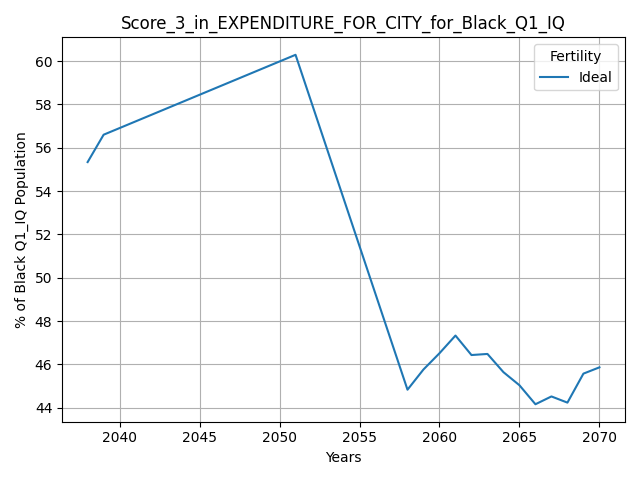 Score_3_in_EXPENDITURE_FOR_CITY_for_Black_Q1_IQ
Fertility
Ideal
% of Black Q1_IQ Population
60
58
56
54
52
50
48
46
44
2040 2045 2050 2055 2060 2065 2070
Years